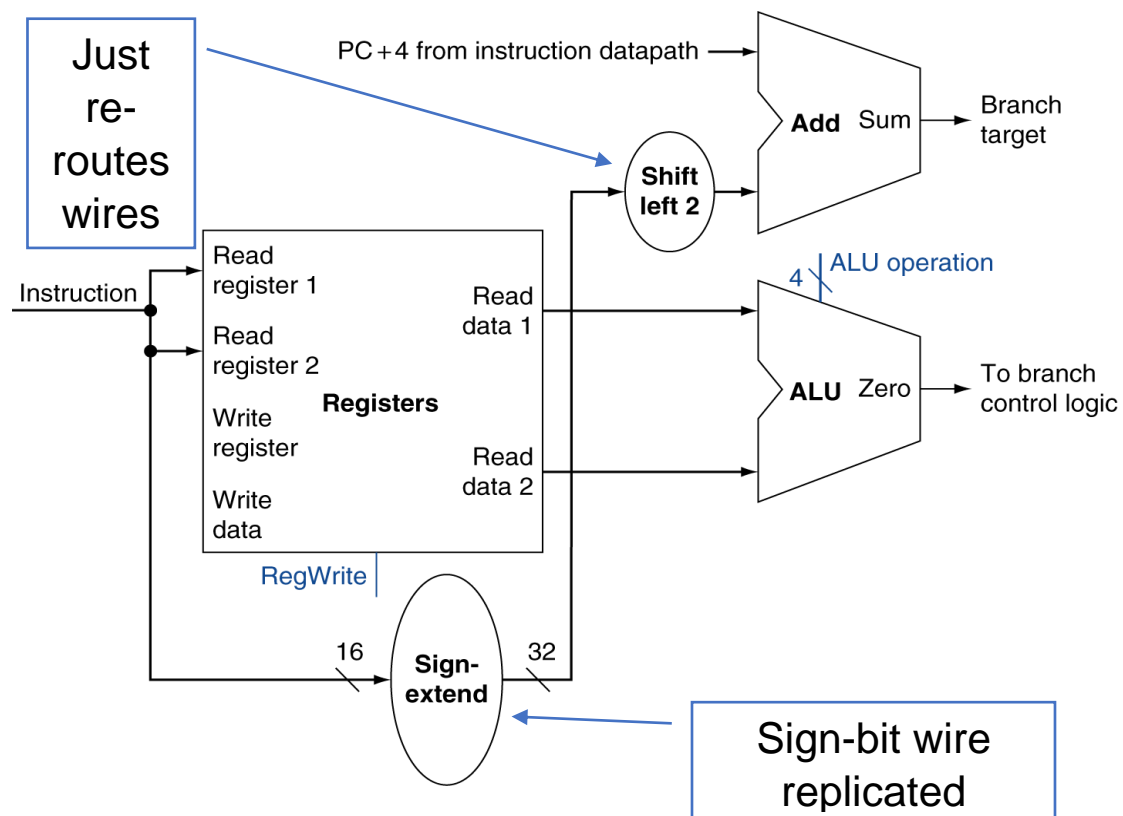 Just
re-
routes
wires
PC+4 from instruction datapath
Add Sum
Branch
target
Shift
left 2
Instruction
Read
register 1
Read
register 2
Write
register
Write
data
Registers
Read
data 1
Read
data 2
RegWrite
4
ALU operation
ALU Zero
To branch
control logic
16
Sign-
extend
32
Sign-bit wire
replicated